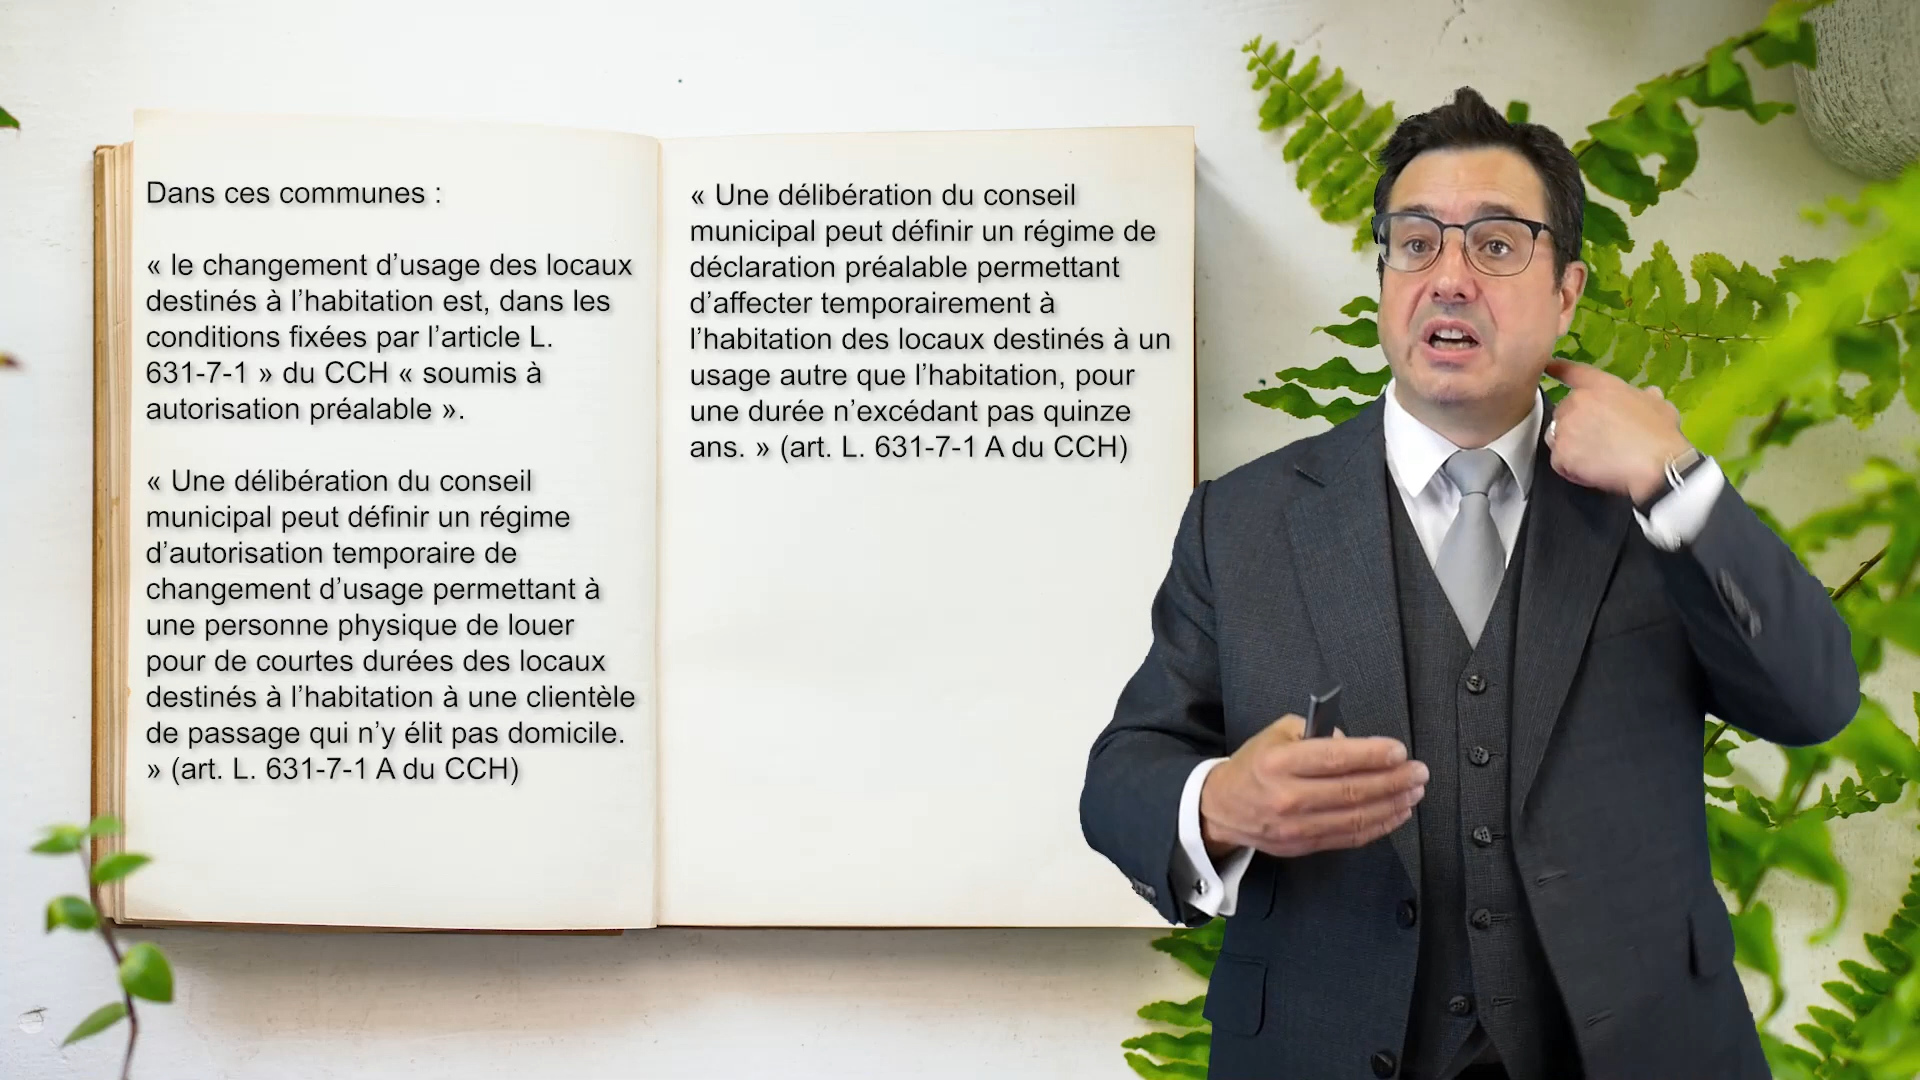 Dans ces communes :
« le changement d’usage des locaux
destinés à l’habitation est, dans les
conditions fixées par l’article L.
631-7-1 » du CCH « soumis à
autorisation préalable ».
« Une délibération du conseil
municipal peut définir un régime
d’autorisation temporaire de
changement d’usage permettant à
une personne physique de louer
pour de courtes durées des locaux
destinés à l’habitation à une clientèle
de passage qui n’y élit pas domicile.
» (art. L. 631-7-1 A du CCH)
« Une délibération du conseil
municipal peut définir un régime de
déclaration préalable permettant
d’affecter temporairement à
l’habitation des locaux destinés à un
usage autre que l’habitation, pour
une durée n’excédant pas quinze
ans. » (art. L. 631-7-1 A du CCH)